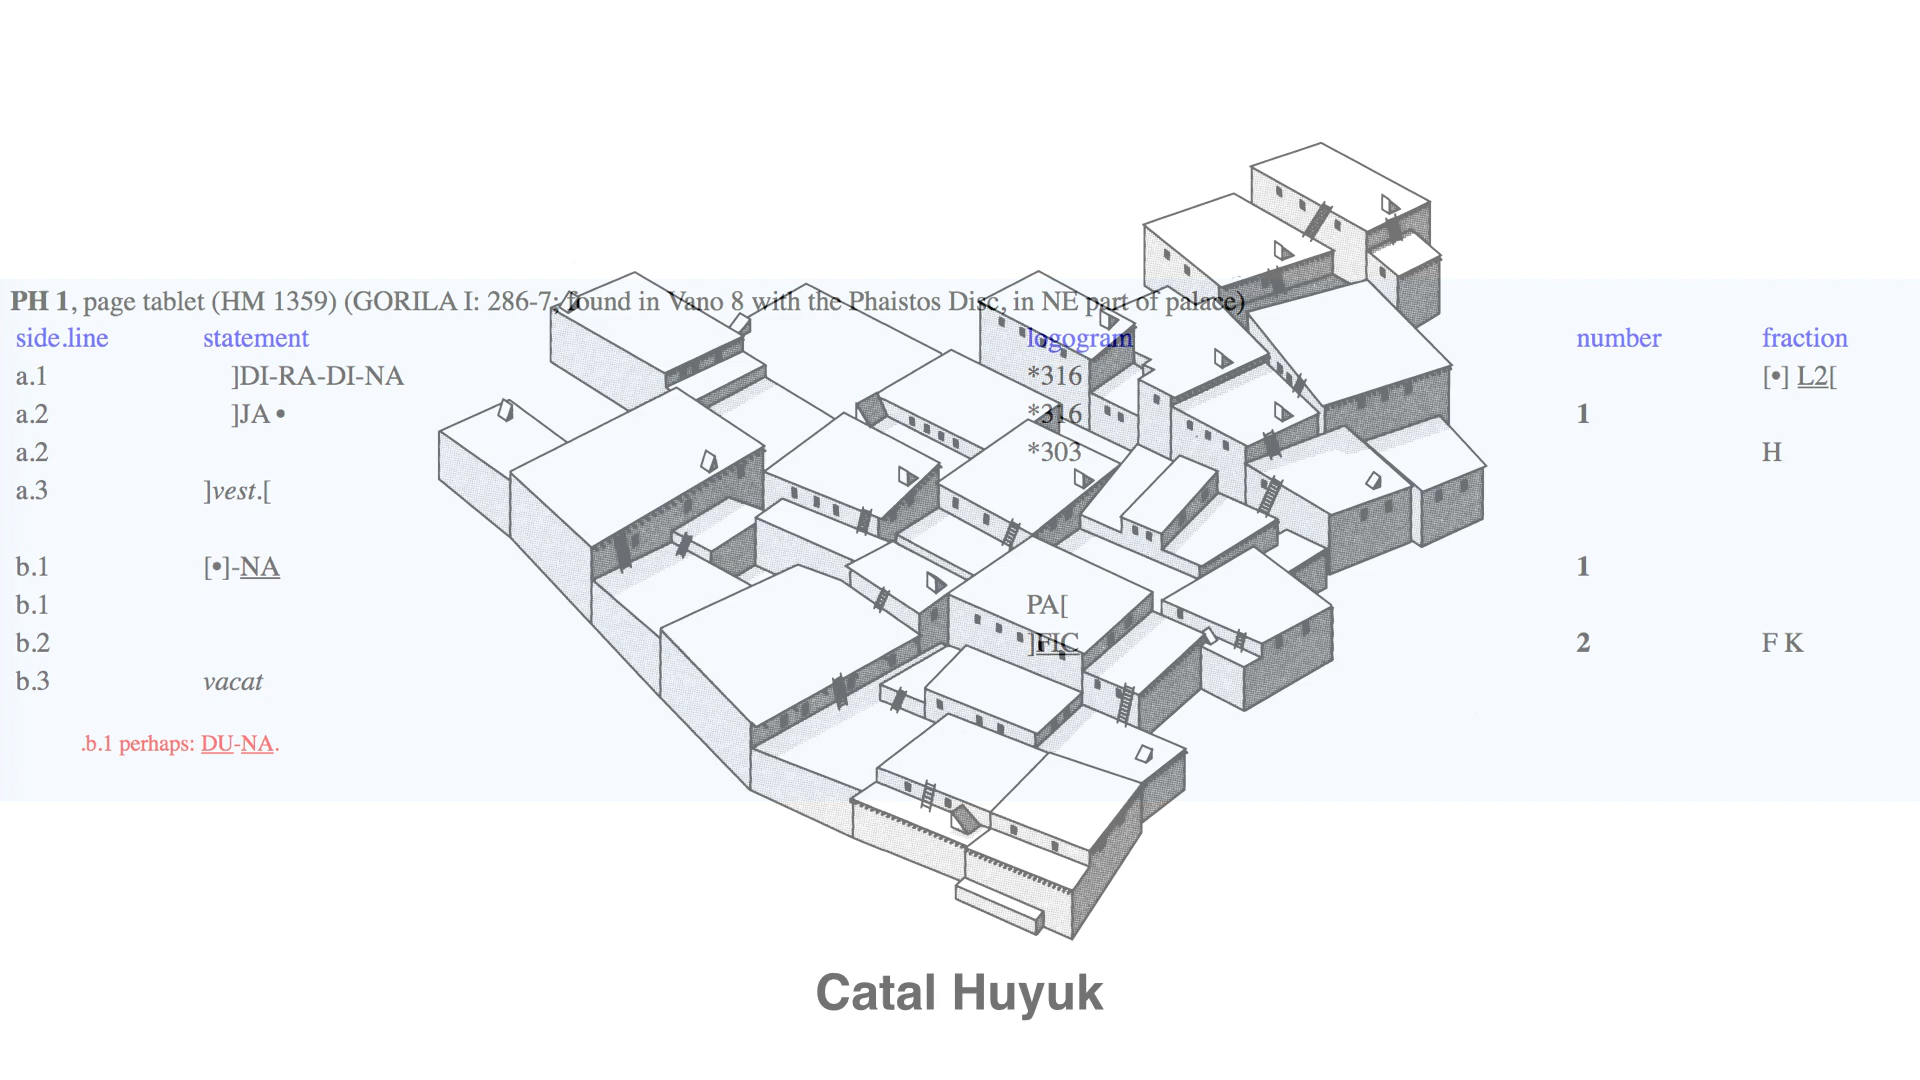 PH 1, page tablet (HM 1359) (GORILA I: 286-7; found in Vano 8 with the Phaistos Disc, in NE part of palace)
side.line statement logogram number fraction
a.1 ]DI-RA-DI-NA *316 [•] L2[
a.2 ]JA • *316 1
a.2 *303 H
a.3 ]vest.[
b.1 [•]-NA 1
b.1 PA[
b.2 ]FIC 2 F K
b.3 vacat
.b.1 perhaps: DU-NA.
Catal Huyuk